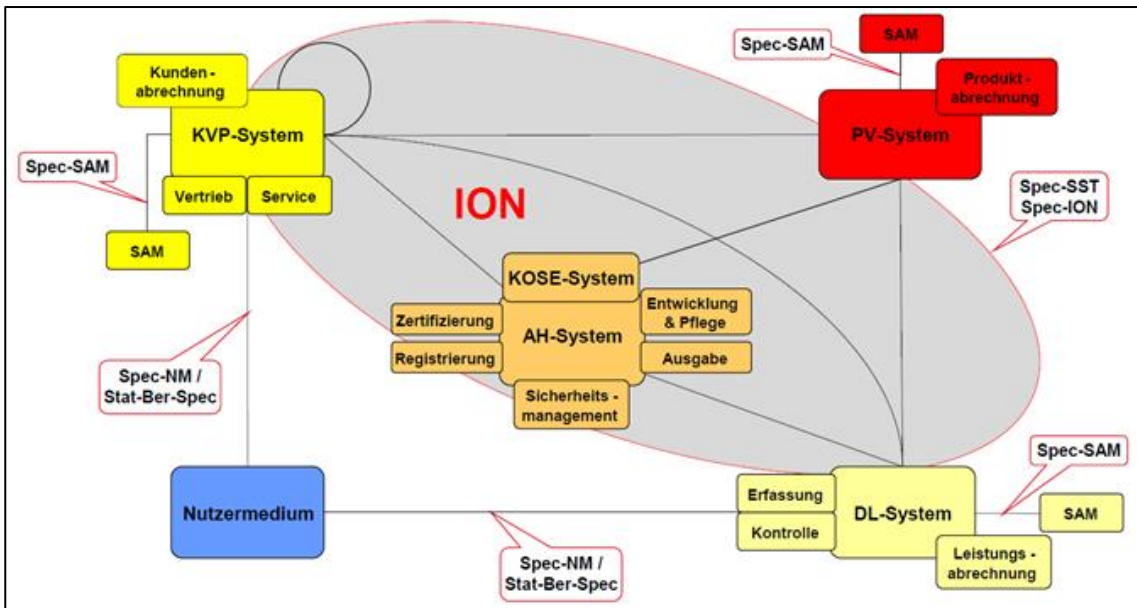 Kunden -
abrechnung
KVP-System
Vertrieb
Service
Spec-SAM
SAM
Spec-SAM
SAM
Produkt -
abrechnung
PV-System
Spec-SST
Spec-ION
ION
KOSE-System
Zertifizierung
Entwicklung
& Pflege
AH-System
Registrierung
Ausgabe
Sicherheits -
management
Spec-NM /
Stat-Ber-Spec
Nutzermedium
Spec-NM /
Stat-Ber-Spec
Erfassung
Kontrolle
DL-System
Spec-SAM
SAM
Leistungs -
abrechnung